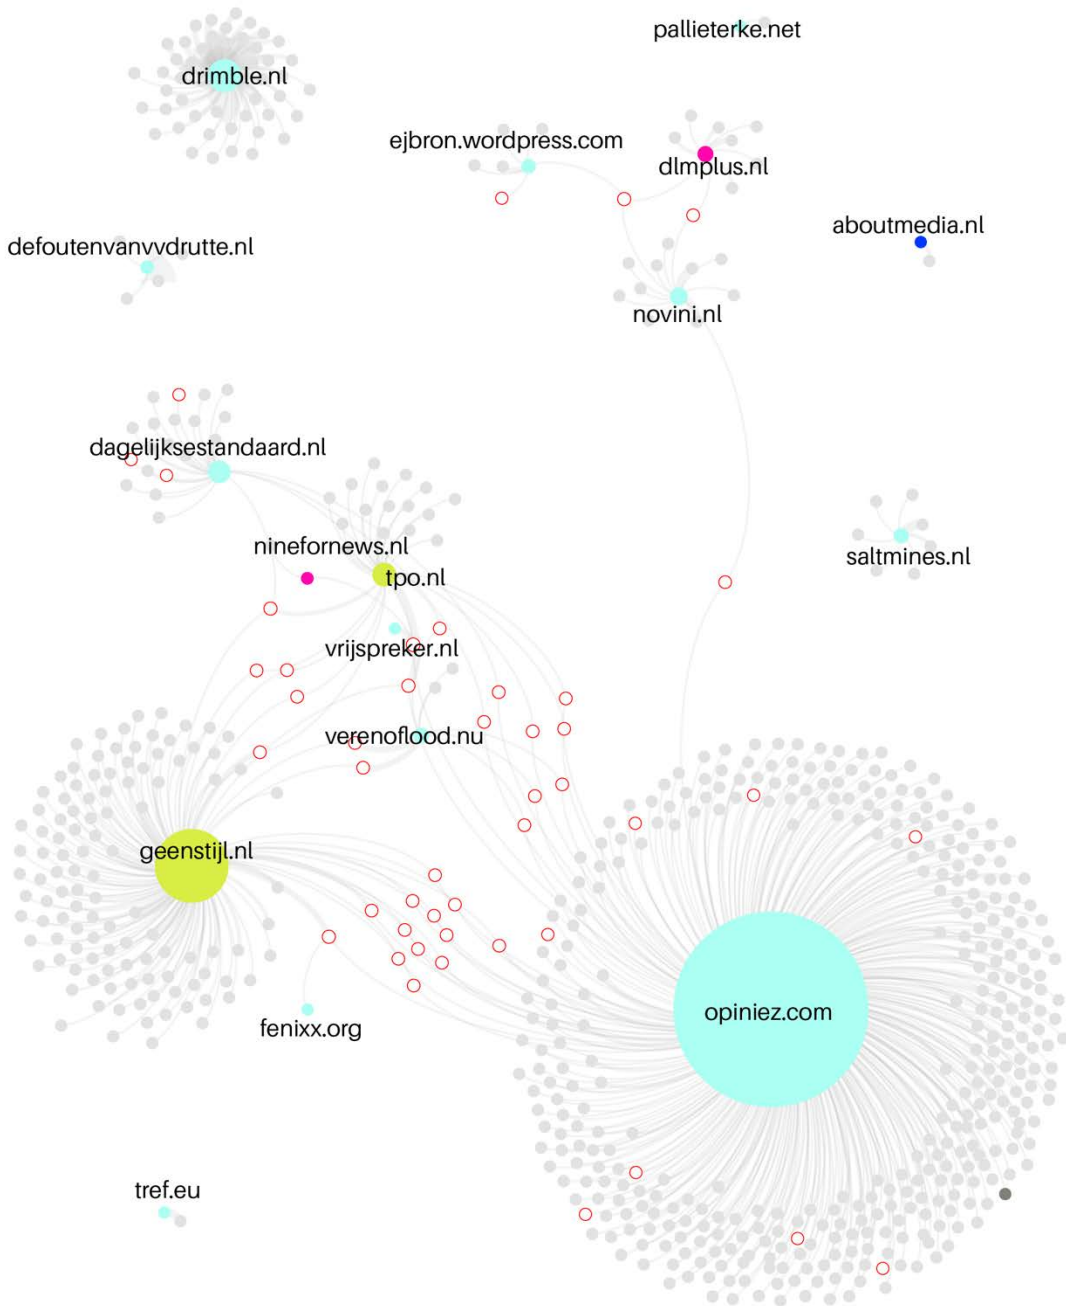 pallieterke.net
drimble.nl
ejbron.wordpress.com
dlmplus.nl
aboutmedia.nl
defoutenvanvvdrutte.nl
novini.nl
dagelijksestandaard.nl
ninefornews.nl
tpo.nl
saltmines.nl
vrijspreker.nl
verenoflood.nu
geenstijl.nl
opiniez.com
fenixx.org
tref.eu